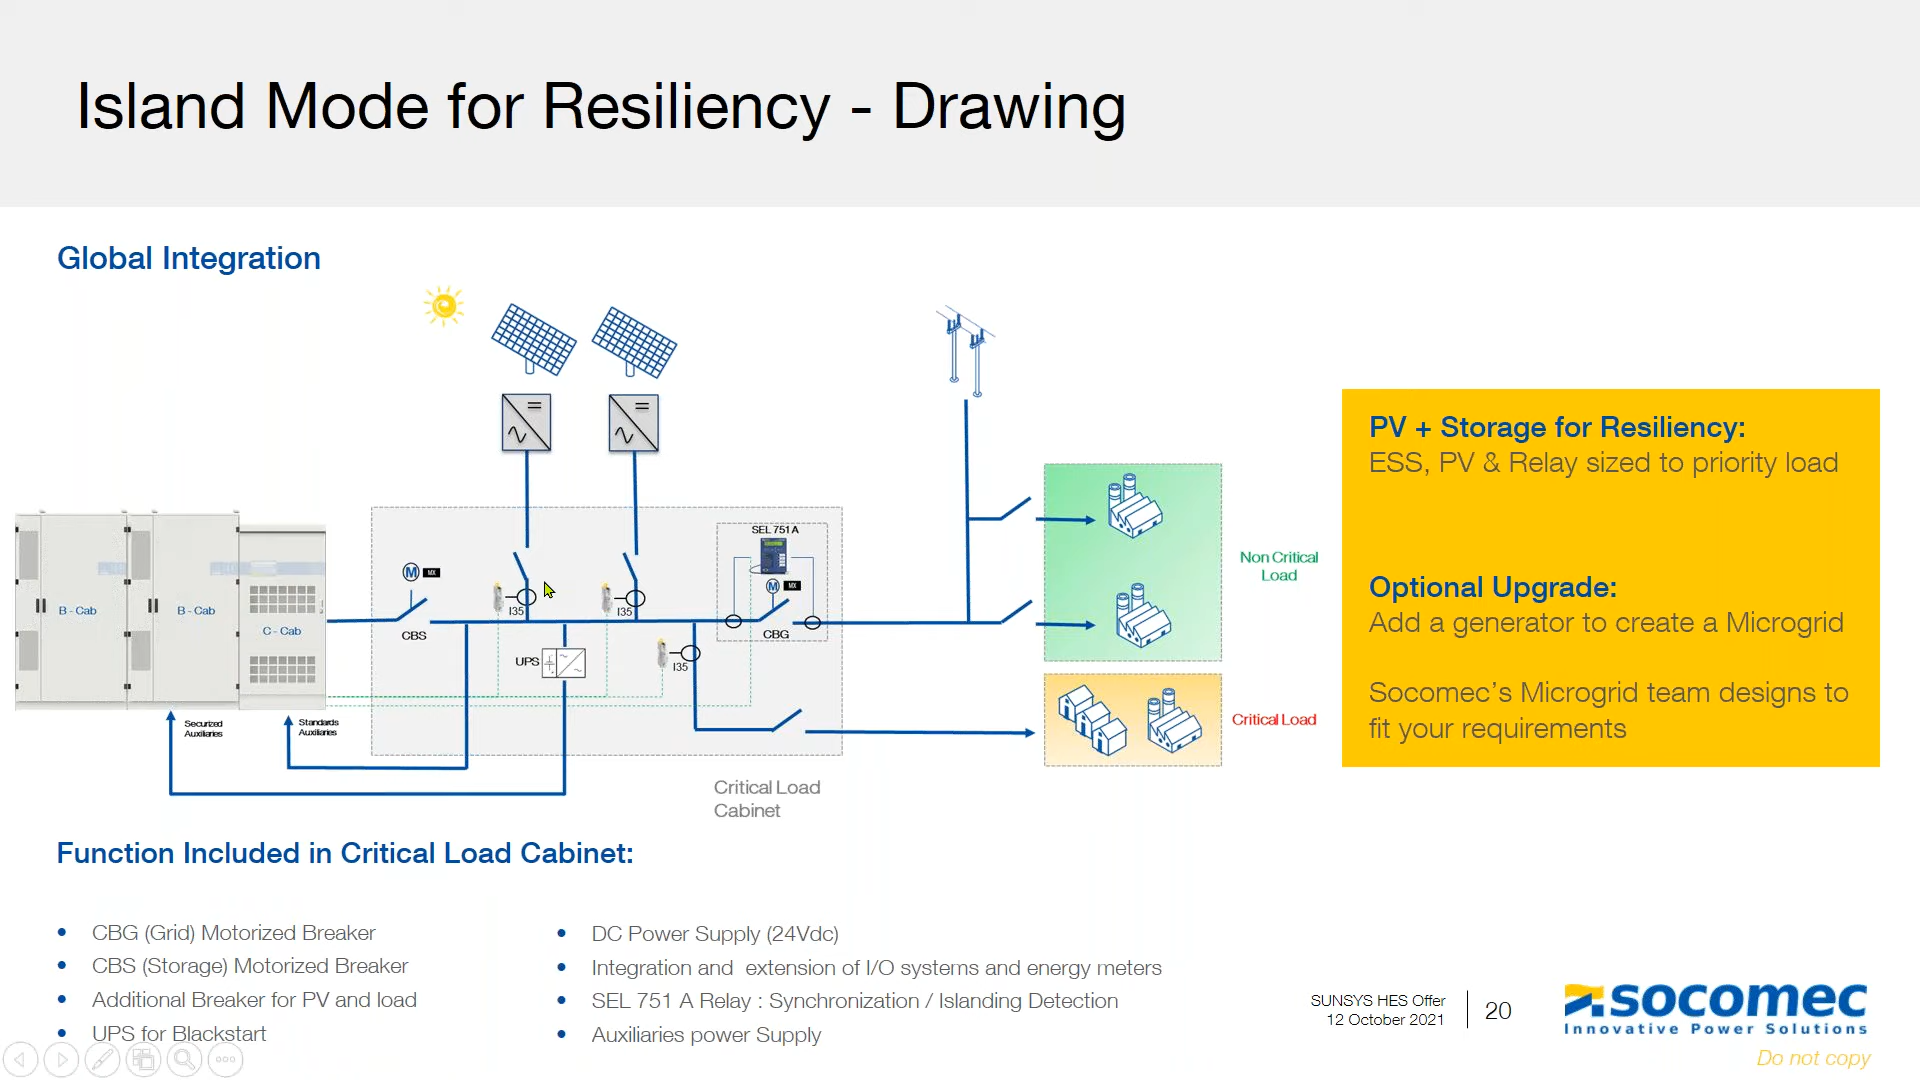 Island Mode for Resiliency - Drawing
Global Integration
B - Cab
B - Cab
C - Cab
Securized
Auxiliaries
Standards
Auxiliaries
M
MX
CBS
I35
I35
UPS
I35
SEL 751 A
M
MX
CBG
Critical Load
Cabinet
Non Critical
Load
Critical Load
PV + Storage for Resiliency:
ESS, PV & Relay sized to priority load
Optional Upgrade:
Add a generator to create a Microgrid
Socomec’s Microgrid team designs to
fit your requirements
Function Included in Critical Load Cabinet:
• CBG (Grid) Motorized Breaker
• CBS (Storage) Motorized Breaker
• Additional Breaker for PV and load
• UPS for Blackstart
• DC Power Supply (24Vdc)
• Integration and extension of I/O systems and energy meters
• SEL 751 A Relay : Synchronization / Islanding Detection
• Auxiliaries power Supply
SUNSYS HES Offer
12 October 2021
20
socomec
Innovative Power Solutions
Do not copy